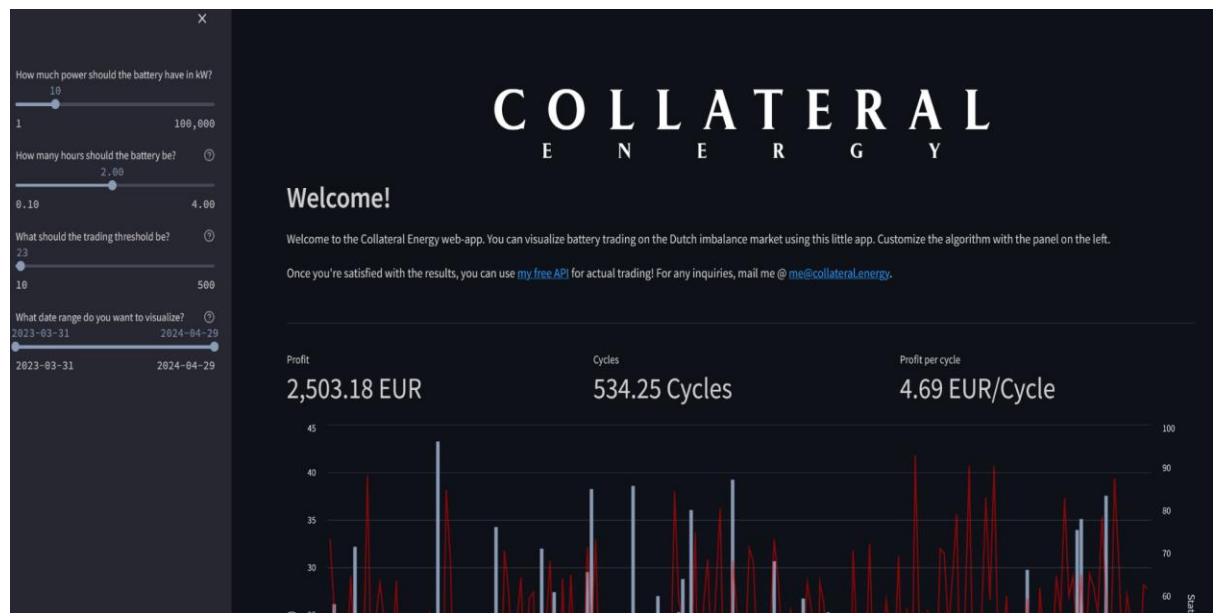 ×
How much power should the battery have in kW?
10
1 100,000
How many hours should the battery be?
2.00
0.10 4.00
What should the trading threshold be?
23
10 500
What date range do you want to visualize?
2023-03-31 2024-04-29
2023-03-31 2024-04-29
COLLATERAL
ENERGY
Welcome!
Welcome to the Collateral Energy web-app. You can visualize battery trading on the Dutch imbalance market using this little app. Customize the algorithm with the panel on the left.
Once you're satisfied with the results, you can use my free API for actual trading! For any inquiries, mail me @ me@collateral.energy.
Profit Cycles Profit per cycle
2,503.18 EUR 534.25 Cycles 4.69 EUR/Cycle
45 100
40 90
35 80
70
30
60